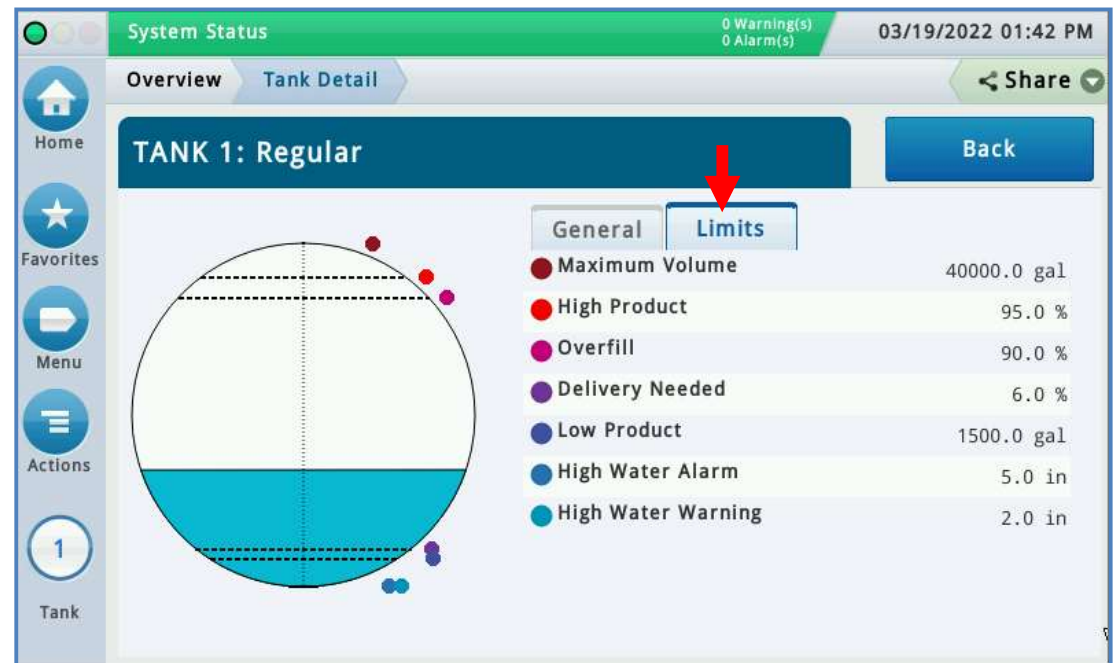 System Status
0 Warning(s)
0 Alarm(s)
03/19/2022 01:42 PM
Overview
Tank Detail
Share
Home
TANK 1: Regular
Back
Favorites
General
Limits
Maximum Volume 40000.0 gal
High Product 95.0 %
Overfill 90.0 %
Menu
Delivery Needed 6.0 %
Low Product 1500.0 gal
Actions
High Water Alarm 5.0 in
High Water Warning 2.0 in
1
Tank